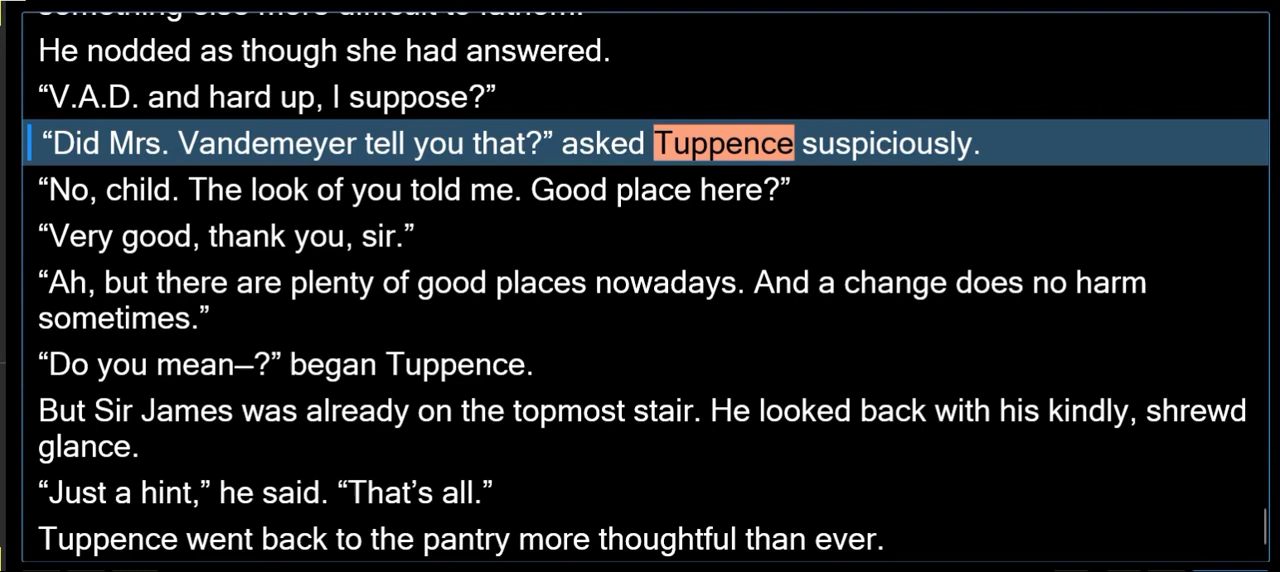 He nodded as though she had answered.
“V.A.D. and hard up, I suppose?”
“Did Mrs. Vandemeyer tell you that?” asked Tuppence suspiciously.
“No, child. The look of you told me. Good place here?”
“Very good, thank you, sir.”
“Ah, but there are plenty of good places nowadays. And a change does no harm
sometimes.”
“Do you mean—?” began Tuppence.
But Sir James was already on the topmost stair. He looked back with his kindly, shrewd
glance.
“Just a hint,” he said. “That’s all.”
Tuppence went back to the pantry more thoughtful than ever.